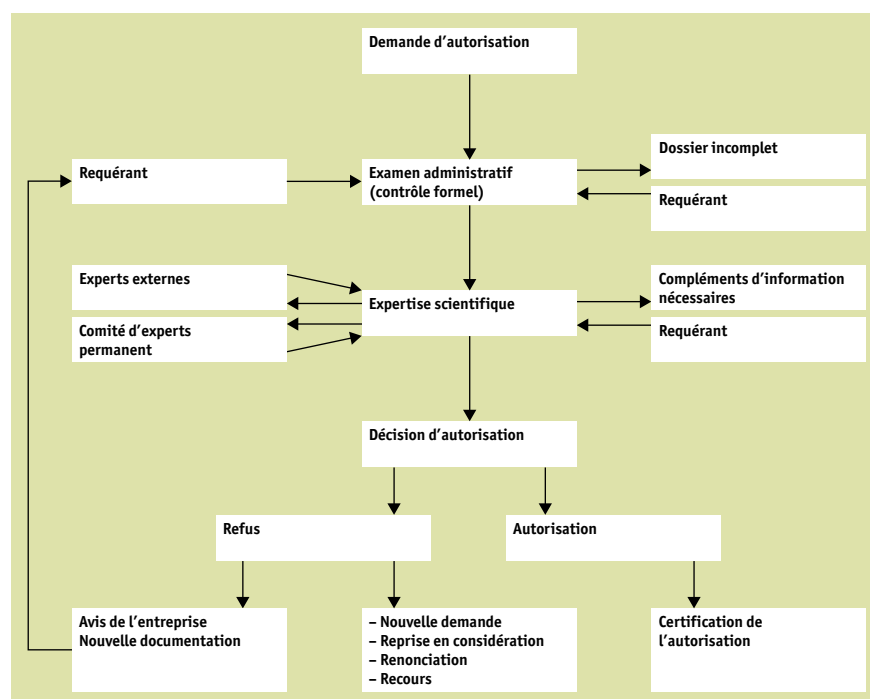 Demande d'autorisation
Dossier incomplet
Requérant
Examen administratif
(contrôle formel)
Requérant
Experts externes
Compléments d'information
nécessaires
Expertise scientifique
Comité d'experts
permanent
Requérant
Décision d'autorisation
Refus
Autorisation
Avis de l'entreprise
Nouvelle documentation
– Nouvelle demande
– Reprise en considération
– Renonciation
– Recours
Certification de
l'autorisation